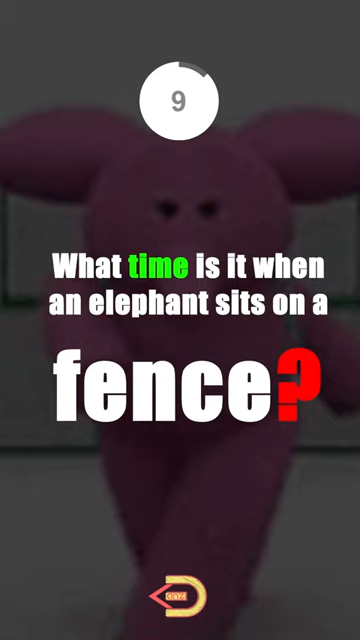 9
What time is it when
an elephant sits on a
fence?